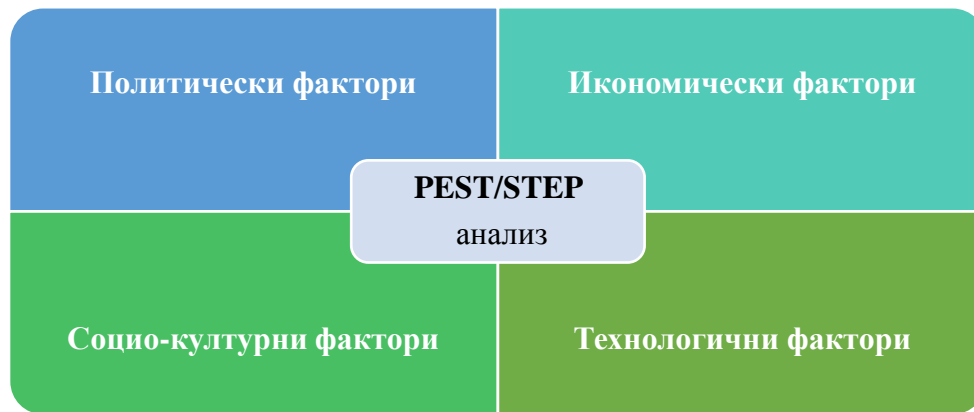 Политически фактори
Икономически фактори
PEST/STEP
анализ
Социо-културни фактори
Технологични фактори